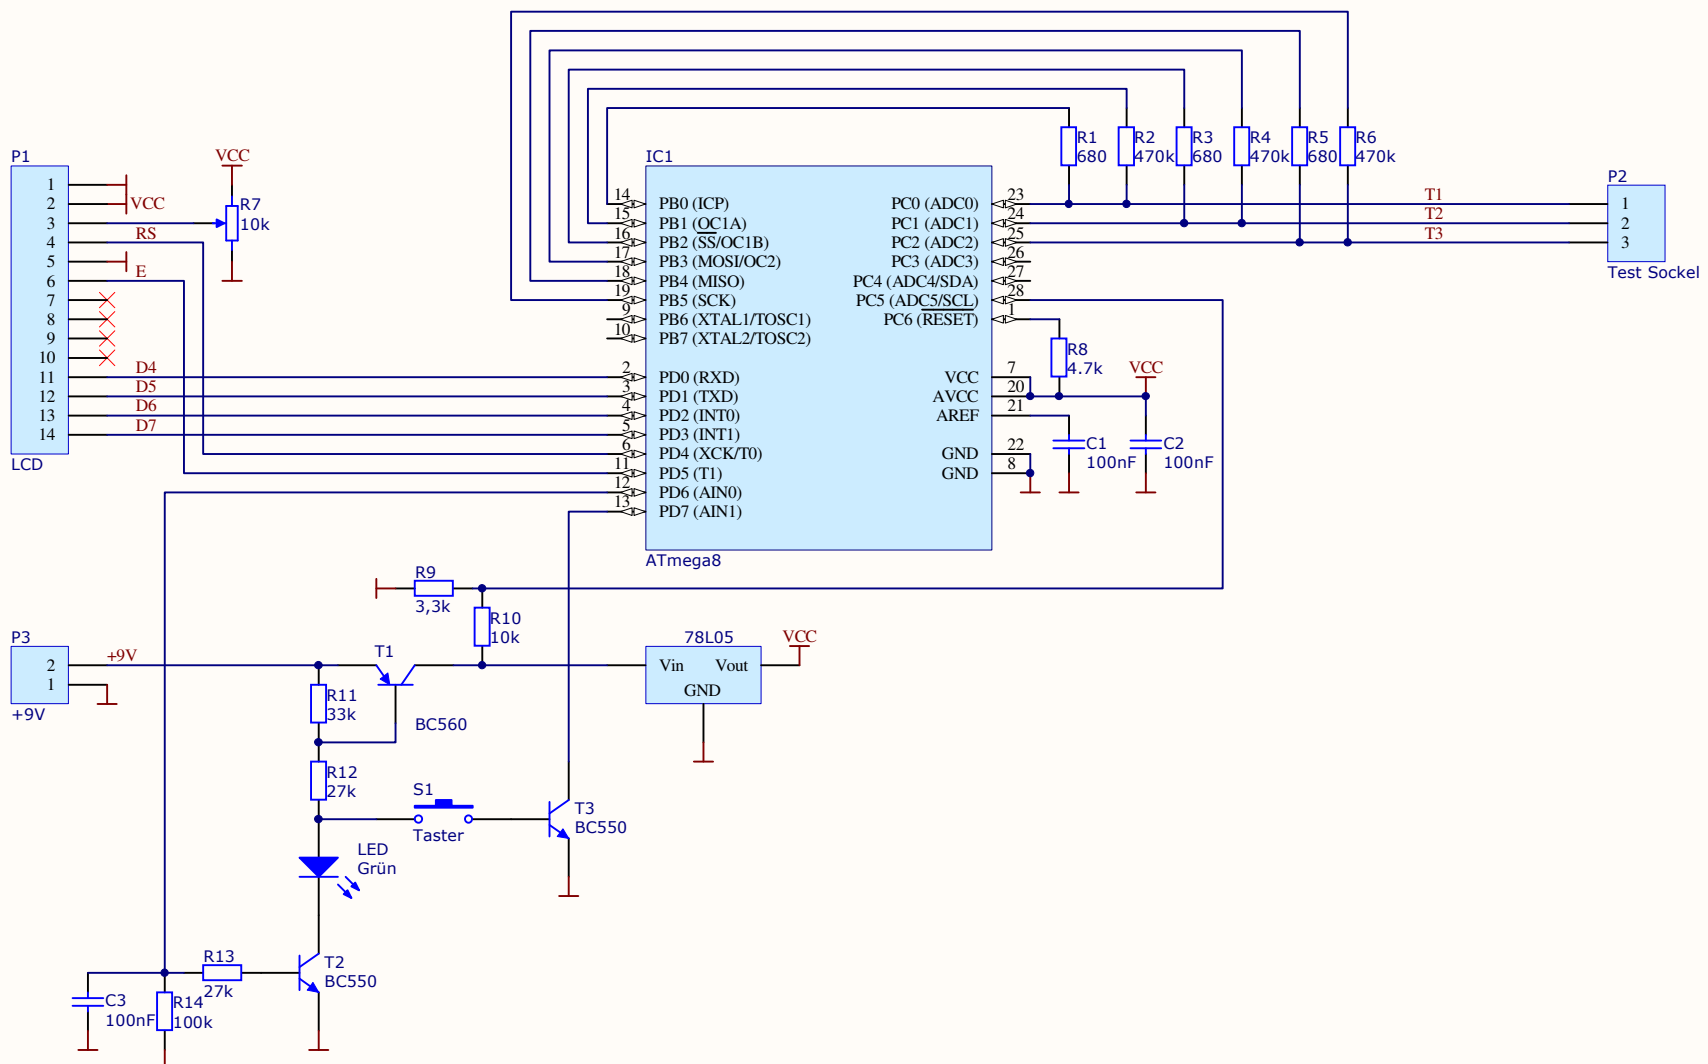 P1
1
2
3
4
5
6
7
8
9
10
11
12
13
14
LCD
VCC
VCC
RS
E
D4
D5
D6
D7
R7
10k
IC1
14 PB0 (ICP)
15 PB1 (OC1A)
16 PB2 (SS/OC1B)
17 PB3 (MOSI/OC2)
18 PB4 (MISO)
19 PB5 (SCK)
9 PB6 (XTAL1/TOSC1)
10 PB7 (XTAL2/TOSC2)
2 PD0 (RXD)
3 PD1 (TXD)
4 PD2 (INT0)
5 PD3 (INT1)
6 PD4 (XCK/T0)
11 PD5 (T1)
12 PD6 (AIN0)
13 PD7 (AIN1)
PC0 (ADC0) 23
PC1 (ADC1) 24
PC2 (ADC2) 25
PC3 (ADC3) 26
PC4 (ADC4/SDA) 27
PC5 (ADC5/SCL) 28
PC6 (RESET) 1
VCC 7
AVCC 20
AREF 21
GND 22
GND 8
ATmega8
R1
680
R2
470k
R3
680
R4
470k
R5
680
R6
470k
T1
T2
T3
P2
1
2
3
Test Sockel
R8
4.7k
VCC
C1
100nF
C2
100nF
R9
3,3k
R10
10k
P3
2
1
+9V
+9V
T1
BC560
R11
33k
R12
27k
78L05
Vin Vout
GND
VCC
S1
Taster
T3
BC550
LED
Grün
R13
27k
T2
BC550
C3
100nF
R14
100k